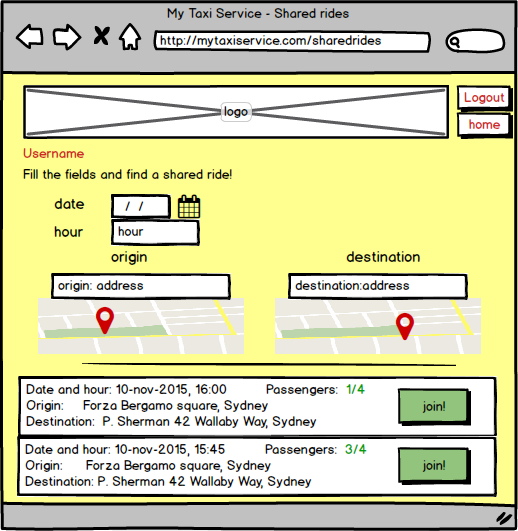 My Taxi Service - Shared rides
http://mytaxiservice.com/sharedrides
logo
Logout
home
Username
Fill the fields and find a shared ride!
date / /
hour hour
origin destination
origin: address destination:address
Date and hour: 10-nov-2015, 16:00 Passengers: 1/4
Origin: Forza Bergamo square, Sydney
join!
Destination: P. Sherman 42 Wallaby Way, Sydney
Date and hour: 10-nov-2015, 15:45 Passengers: 3/4
Origin: Forza Bergamo square, Sydney
join!
Destination: P. Sherman 42 Wallaby Way, Sydney